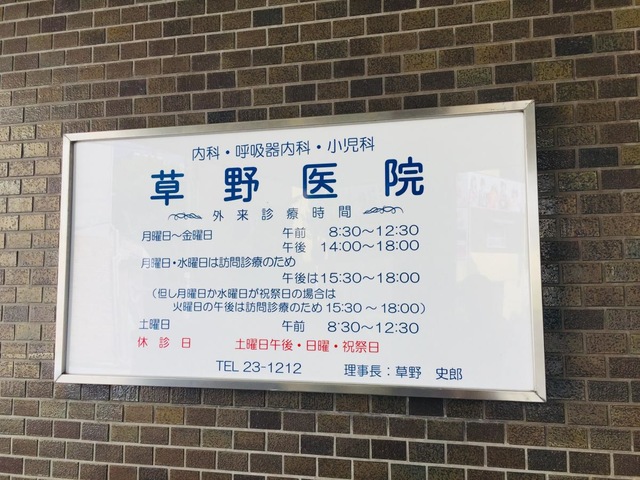 内科・呼吸器内科・小児科
草野医院
外来診療時間
月曜日～金曜日 午前 8:30～12:30
午後 14:00～18:00
月曜日・水曜日は訪問診療のため
午後は15:30～18:00
(但し月曜日か水曜日が祝祭日の場合は
火曜日の午後は訪問診療のため15:30～18:00)
土曜日 午前 8:30～12:30
休診日 土曜日午後・日曜・祝祭日
TEL 23-1212 理事長:草野 史郎